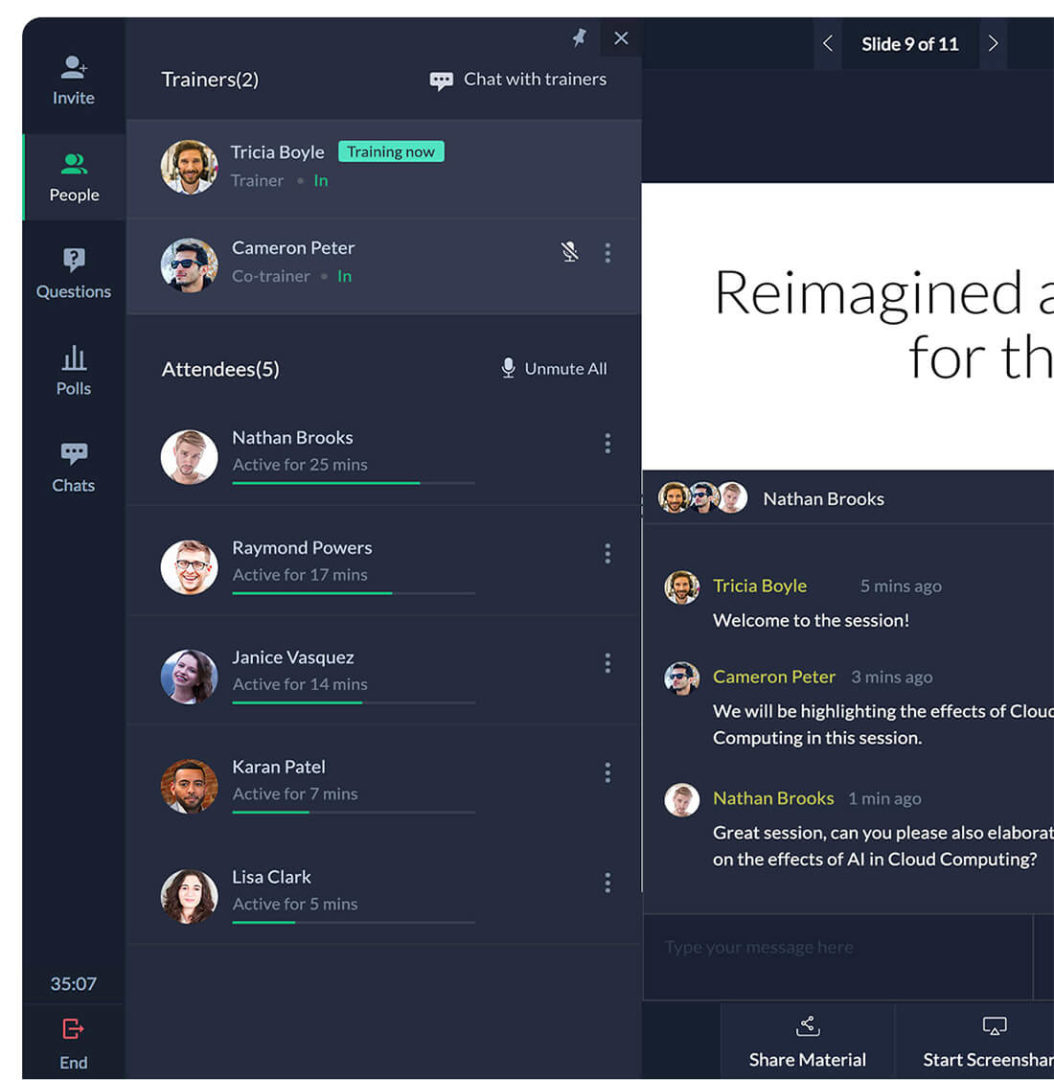 Invite
People
Questions
Polls
Chats
35:07
End
Trainers(2)
Chat with trainers
Tricia Boyle
Training now
Trainer • In
Cameron Peter
Co-trainer • In
Attendees(5)
Unmute All
Nathan Brooks
Active for 25 mins
Raymond Powers
Active for 17 mins
Janice Vasquez
Active for 14 mins
Karan Patel
Active for 7 mins
Lisa Clark
Active for 5 mins
Slide 9 of 11
Reimagined a
for th
Nathan Brooks
Tricia Boyle 5 mins ago
Welcome to the session!
Cameron Peter 3 mins ago
We will be highlighting the effects of Cloud
Computing in this session.
Nathan Brooks 1 min ago
Great session, can you please also elaborat
on the effects of AI in Cloud Computing?
Type your message here
Share Material
Start Screenshar